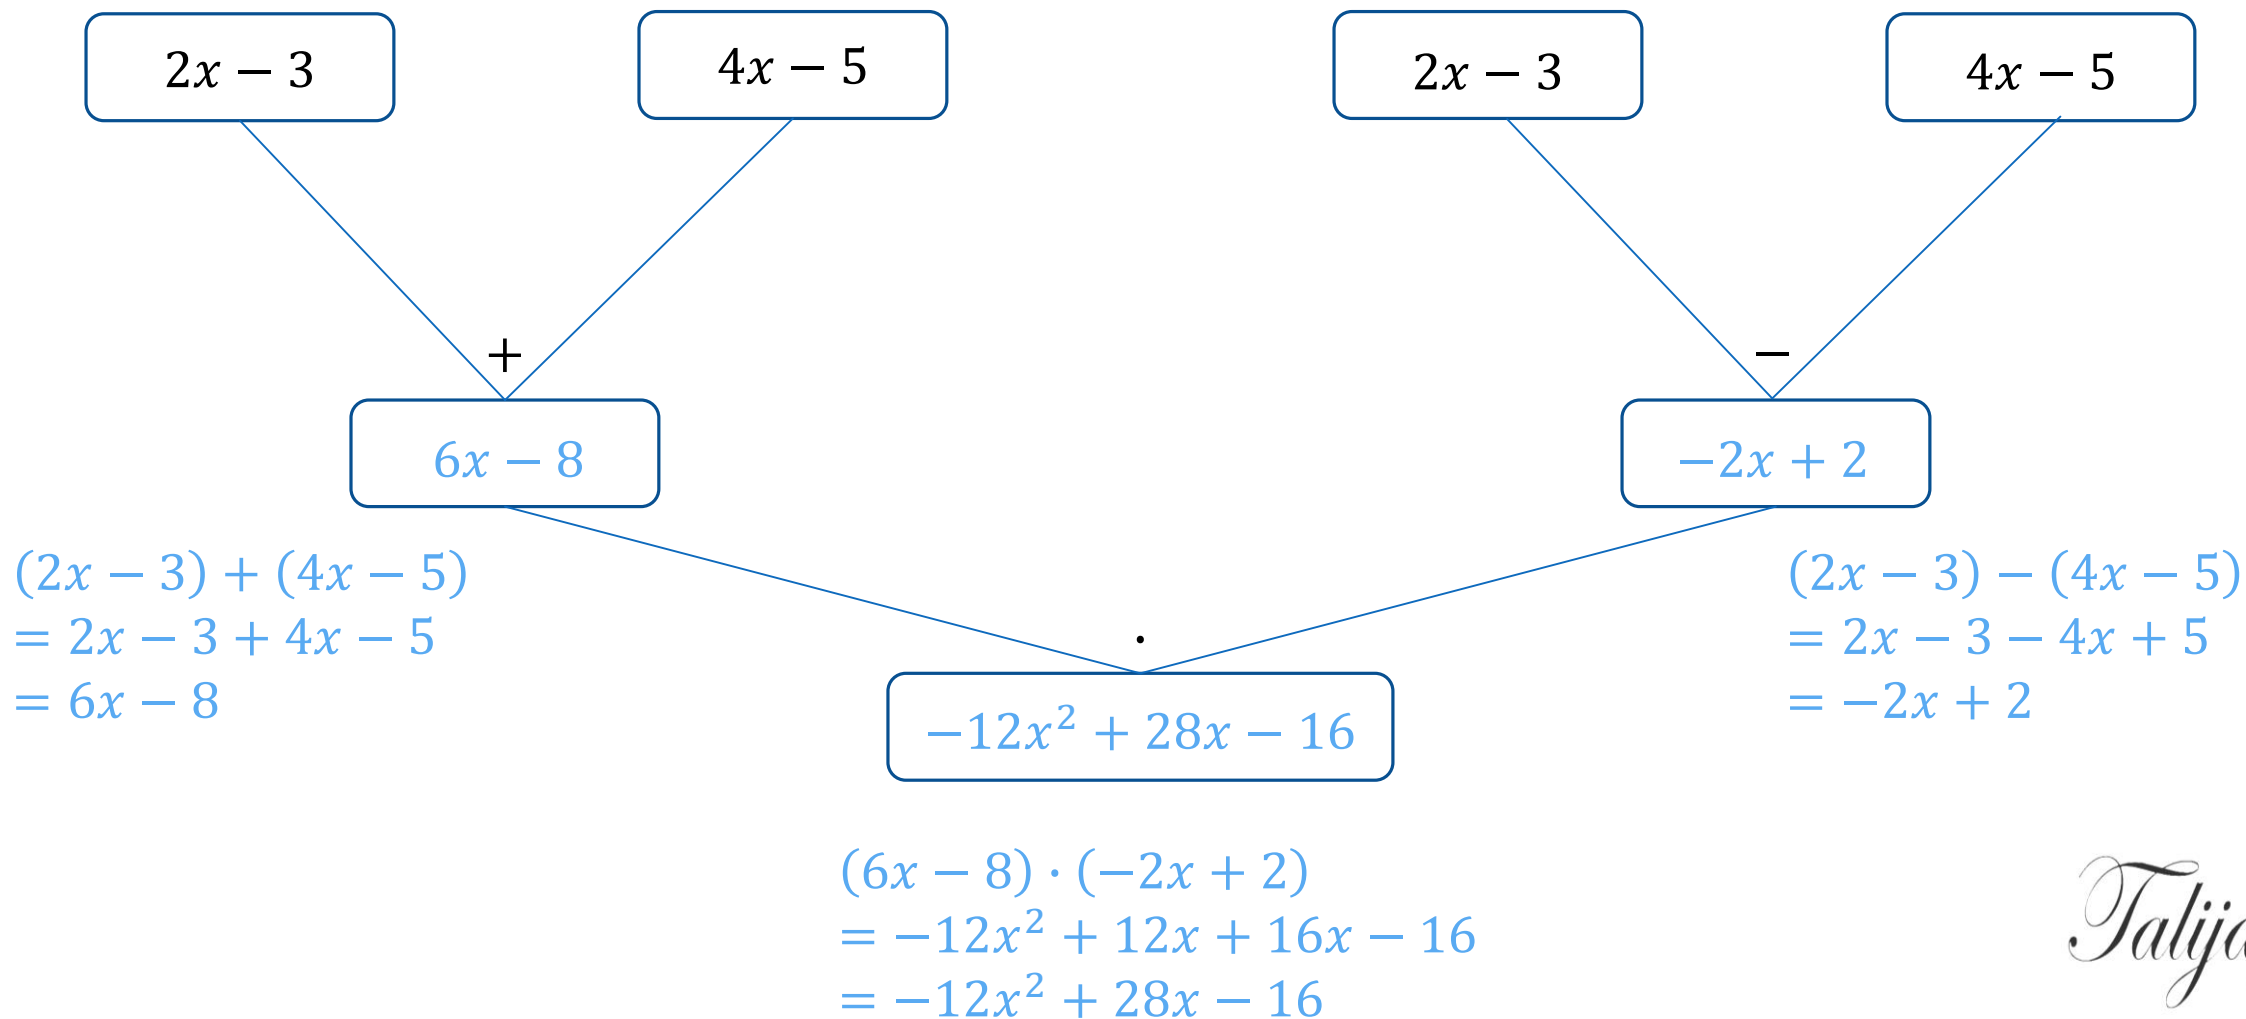 2x − 3
4x − 5
2x − 3
4x − 5
+
−
6x − 8
−2x + 2
(2x − 3) + (4x − 5)
= 2x − 3 + 4x − 5
= 6x − 8
(2x − 3) − (4x − 5)
= 2x − 3 − 4x + 5
= −2x + 2
·
−12x² + 28x − 16
(6x − 8) · (−2x + 2)
= −12x² + 12x + 16x − 16
= −12x² + 28x − 16